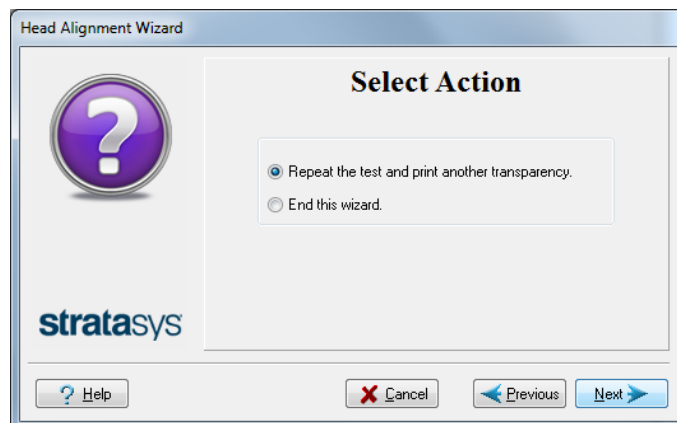 Head Alignment Wizard
Select Action
Repeat the test and print another transparency.
End this wizard.
stratasys
? Help
Cancel
Previous
Next